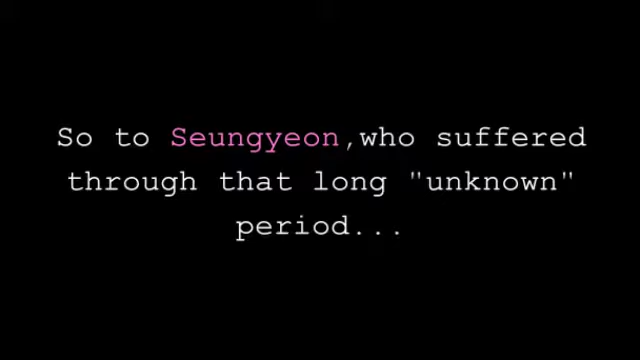 So to Seungyeon,who suffered
through that long "unknown"
period...